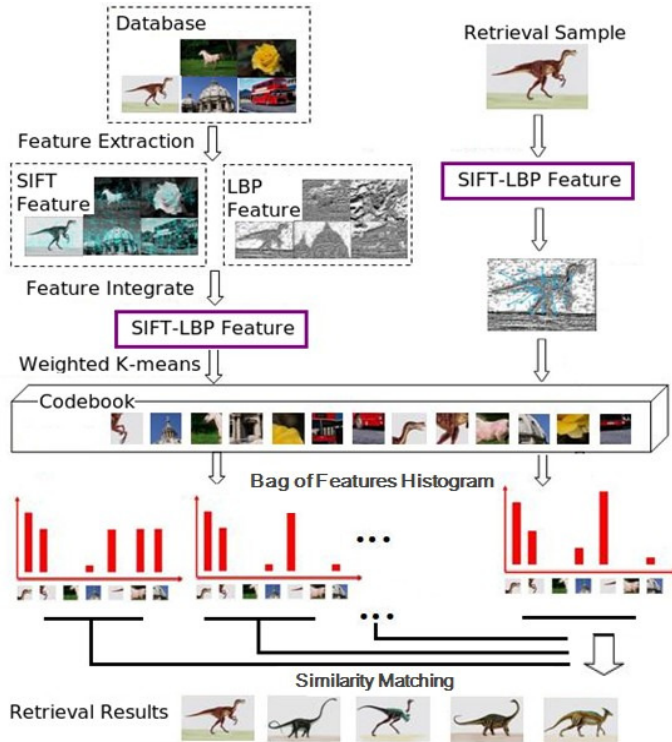 Database
Retrieval Sample
Feature Extraction
SIFT
Feature
LBP
Feature
SIFT-LBP Feature
Feature Integrate
SIFT-LBP Feature
Weighted K-means
Codebook
Bag of Features Histogram
Similarity Matching
Retrieval Results